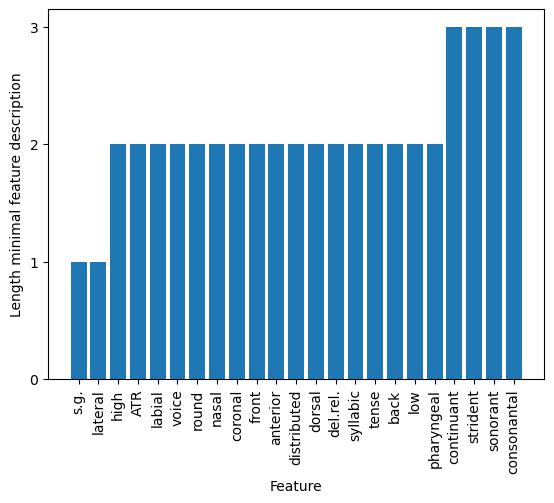 Length minimal feature description
3
2
1
0
s.g.
lateral
high
ATR
labial
voice
round
nasal
coronal
front
anterior
distributed
dorsal
del.rel.
syllabic
tense
back
low
pharyngeal
continuant
strident
sonorant
consonantal
Feature